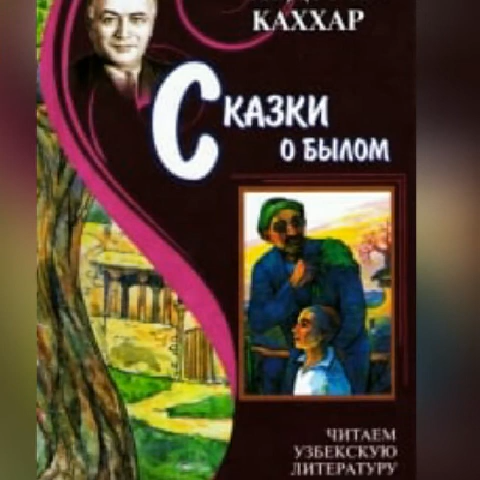 КАХХАР
Сказки
о былом
ЧИТАЕМ
УЗБЕКСКУЮ
ЛИТЕРАТУРУ